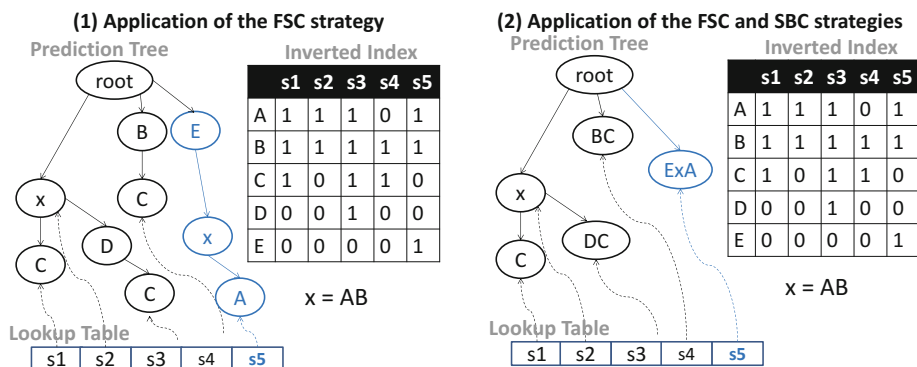 (1) Application of the FSC strategy
Prediction Tree
Inverted Index
root
s1 s2 s3 s4 s5
A 1 1 1 0 1
B 1 1 1 1 1
C 1 0 1 1 0
D 0 0 1 0 0
E 0 0 0 0 1
B
E
C
x
x
D
C
C
A
x = AB
Lookup Table
s1 s2 s3 s4 s5
(2) Application of the FSC and SBC strategies
Prediction Tree
Inverted Index
root
s1 s2 s3 s4 s5
A 1 1 1 0 1
B 1 1 1 1 1
C 1 0 1 1 0
D 0 0 1 0 0
E 0 0 0 0 1
BC
ExA
x
DC
C
x = AB
Lookup Table
s1 s2 s3 s4 s5